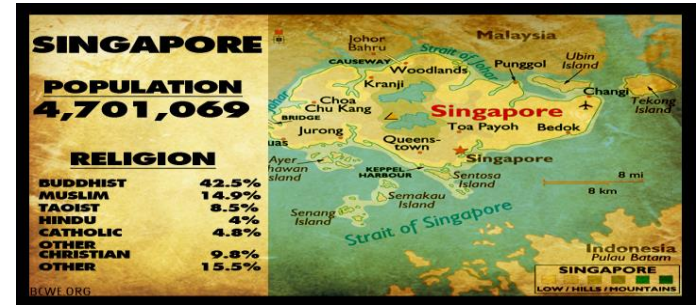 SINGAPORE
POPULATION
4,701,069
RELIGION
BUDDHIST 42.5%
MUSLIM 14.9%
TAOIST 8.5%
HINDU 4%
CATHOLIC 4.8%
OTHER
CHRISTIAN 9.8%
OTHER 15.5%
BCWE.ORG
Johor
Bahru
Malaysia
Strait of Johor
CAUSEWAY
Woodlands
Punggol
Ubin
Island
Kranji
Changi
Tekong
Island
Choa
Chu Kang
BRIDGE
Singapore
Toa Payoh
Bedok
Jurong
Queens-
town
Singapore
KEPPEL
HARBOUR
Sentosa
Island
Semakau
Island
Senang
Island
8 mi
8 km
Strait of Singapore
Indonesia
Pulau Batam
SINGAPORE
LOW / HILLS / MOUNTAINS